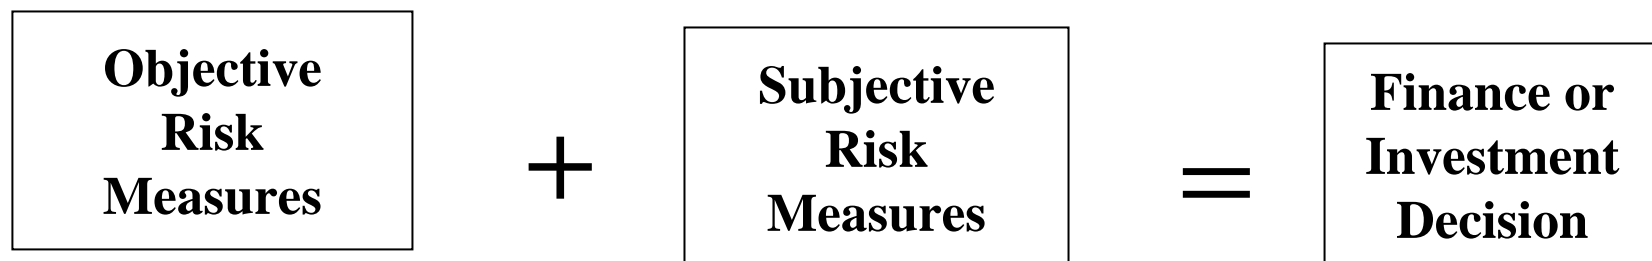 Objective
Risk
Measures
+
Subjective
Risk
Measures
=
Finance or
Investment
Decision